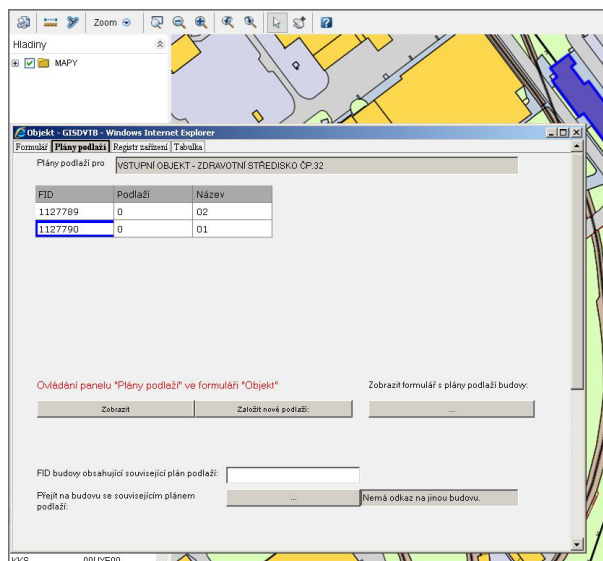 Zoom
Hladiny
MAPY
Objekt - GISDVTB - Windows Internet Explorer
Formulář Plány podlaží Registr zařízení Tabulka
Plány podlaží pro VSTUPNÍ OBJEKT - ZDRAVOTNÍ STŘEDISKO ČP.32
FID Podlaží Název
1127789 0 02
1127790 0 01
Ovládání panelu "Plány podlaží" ve formuláři "Objekt" Zobrazit formulář s plány podlaží budovy:
Zobrazit Založit nové podlaží: ...
FID budovy obsahující související plán podlaží:
Přejít na budovu se souvisejícím plánem ... Nemá odkaz na jinou budovu.
podlaží: